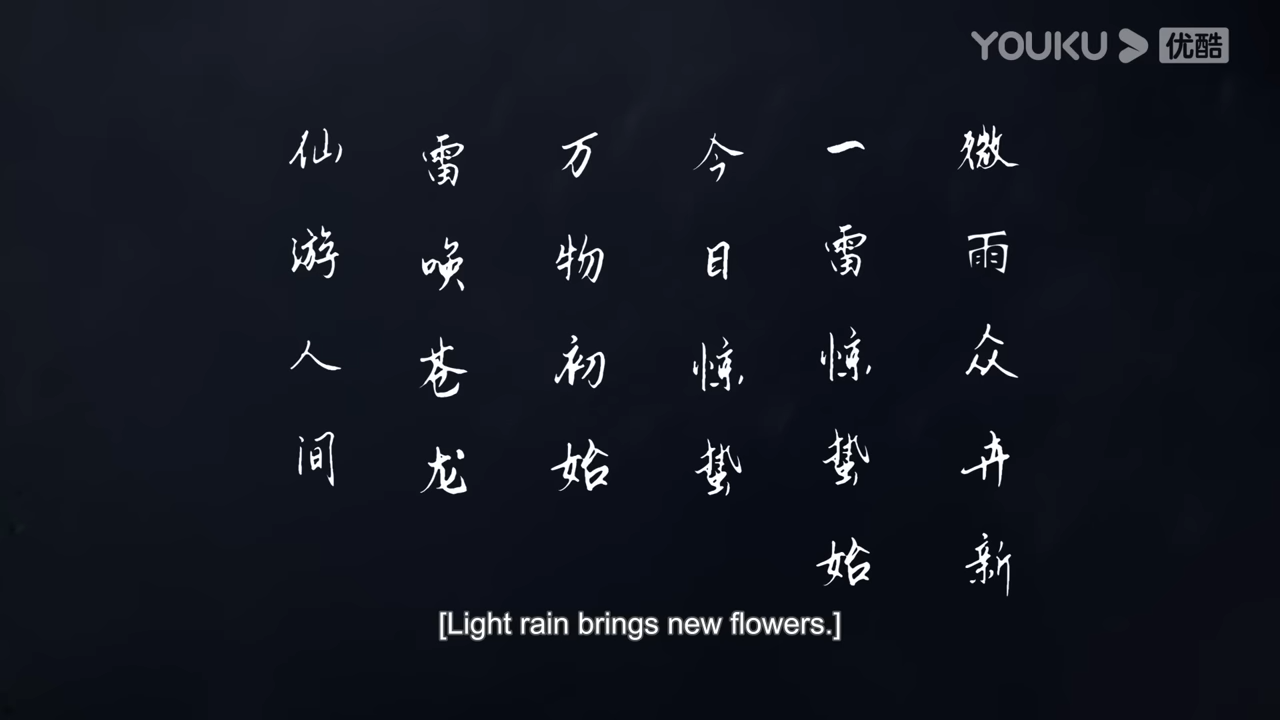 YOUKU 优酷
微雨众卉新
一雷惊蛰始
今日惊蛰
万物初始
雷唤苍龙
仙游人间
[Light rain brings new flowers.]